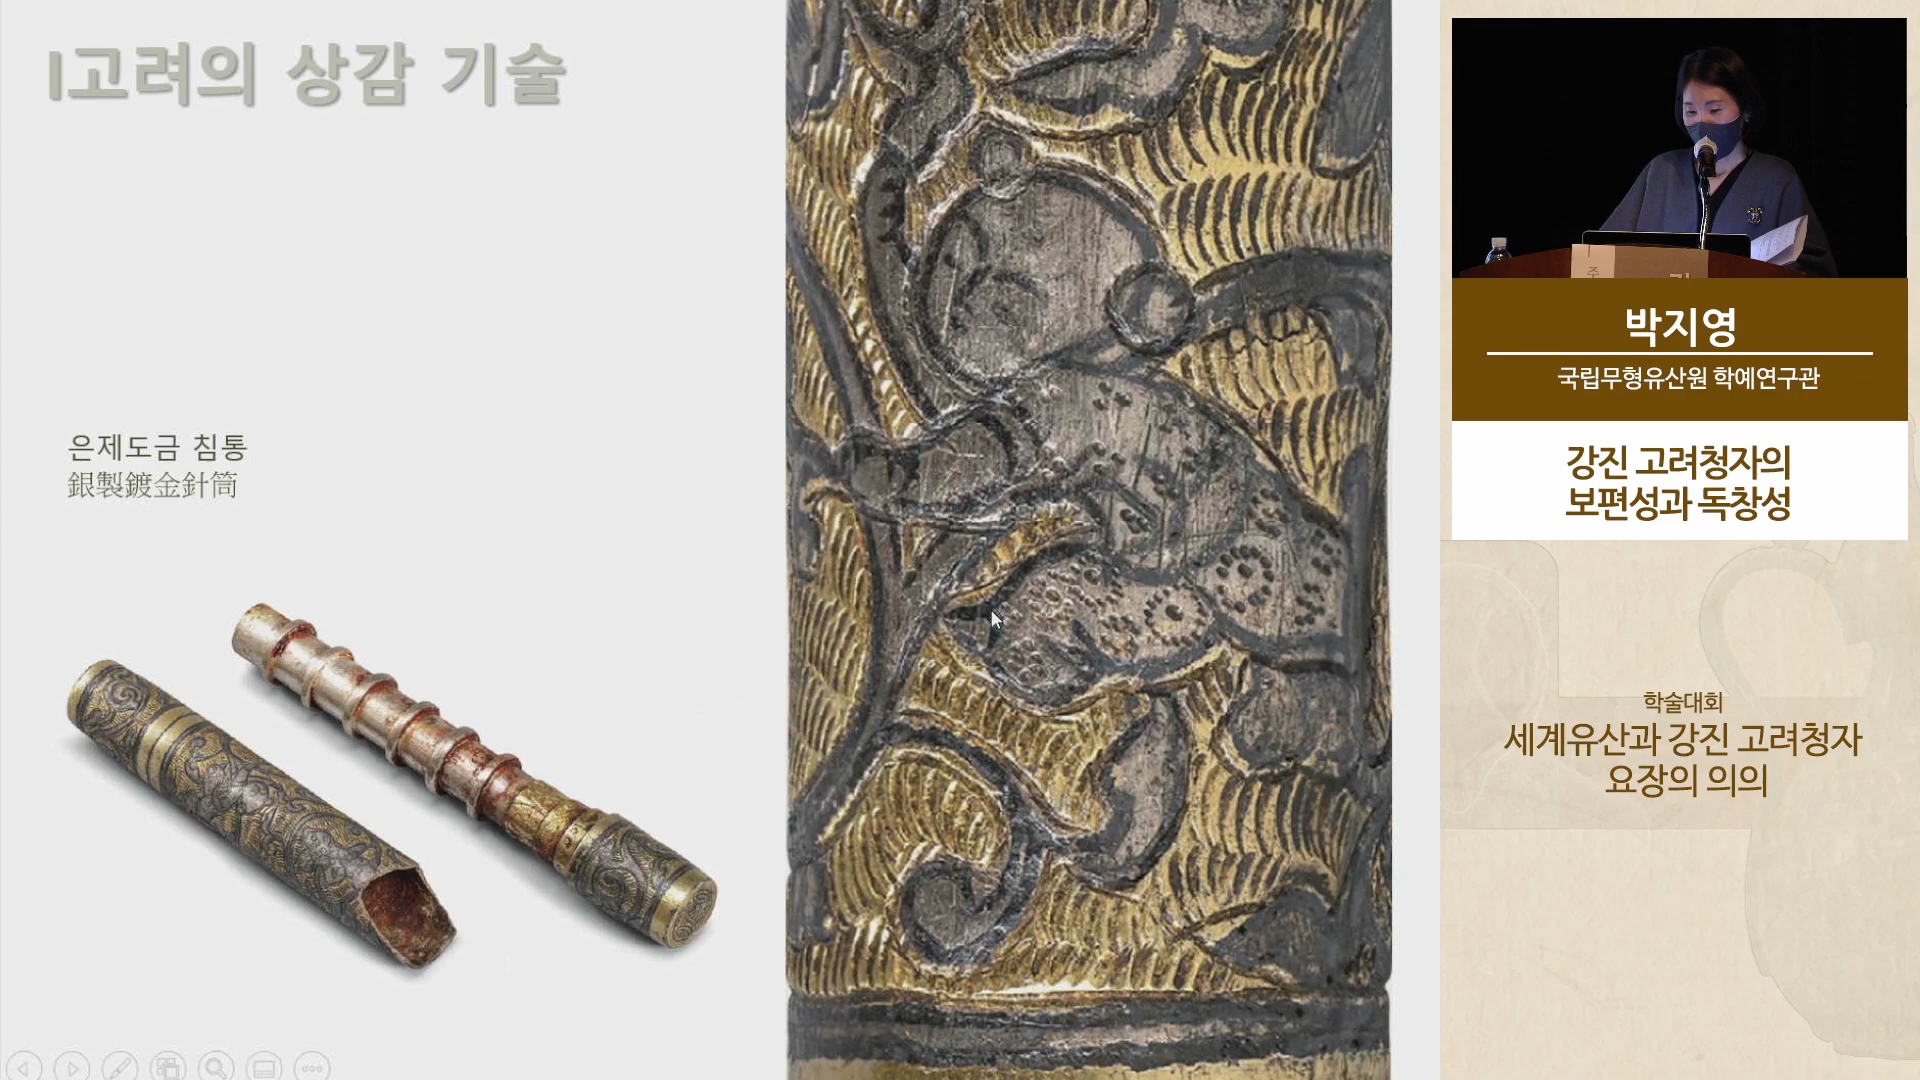 고려의 상감 기술
은제도금 침통
銀製鍍金針筒
주
박지영
국립무형유산원 학예연구관
강진 고려청자의
보편성과 독창성
학술대회
세계유산과 강진 고려청자
요장의 의의